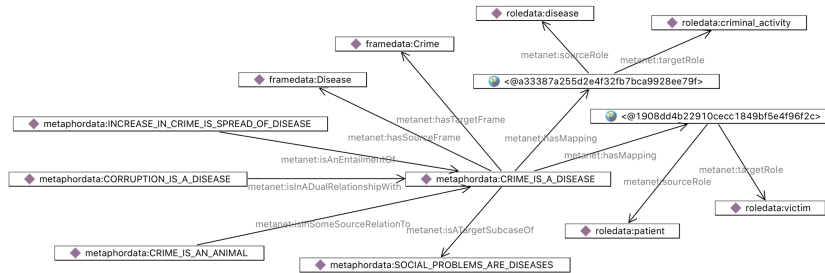 roledata:disease
roledata:criminal_activity
framedata:Crime
metanet:sourceRole
metanet:targetRole
framedata:Disease
<@a33387a255d2e4f32fb7bca9928ee79f>
metanet:hasTargetFrame
<@1908dd4b22910cecc1849bf5e4f96f2c>
metaphordata:INCREASE_IN_CRIME_IS_SPREAD_OF_DISEASE
metanet:hasSourceFrame
metanet:hasMapping
metanet:isAnEntailmentOf
metanet:hasMapping
metanet:targetRole
metaphordata:CORRUPTION_IS_A_DISEASE
metanet:isInADualRelationshipWith
metaphordata:CRIME_IS_A_DISEASE
metanet:sourceRole
roledata:victim
metanet:isInSomeSourceRelationTo
metanet:isATargetSubcaseOf
roledata:patient
metaphordata:CRIME_IS_AN_ANIMAL
metaphordata:SOCIAL_PROBLEMS_ARE_DISEASES